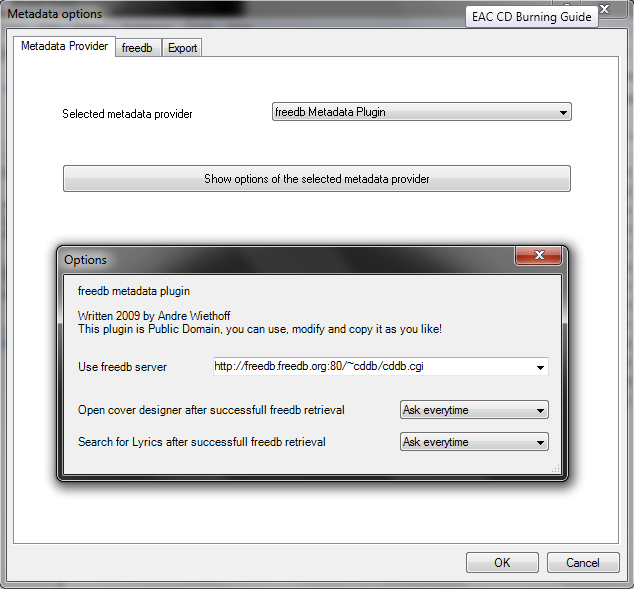 Metadata options
EAC CD Burning Guide
Metadata Provider
freedb
Export
Selected metadata provider
freedb Metadata Plugin
Show options of the selected metadata provider
Options
freedb metadata plugin
Written 2009 by Andre Wiethoff
This plugin is Public Domain, you can use, modify and copy it as you like!
Use freedb server
http://freedb.freedb.org:80/~cddb/cddb.cgi
Open cover designer after successfull freedb retrieval
Ask everytime
Search for Lyrics after successfull freedb retrieval
Ask everytime
OK
Cancel